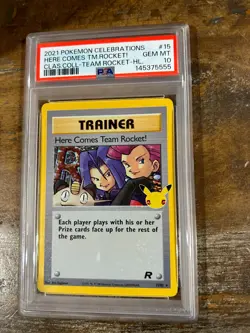 2021 POKEMON CELEBRATIONS #15
HERE COMES TM.ROCKET! GEM MT
CLAS.COLL-TEAM ROCKET-HL. 10
PSA 145375555
TRAINER
Here Comes Team Rocket!
Each player plays with his or her
Prize cards face up for the rest of
the game.
R